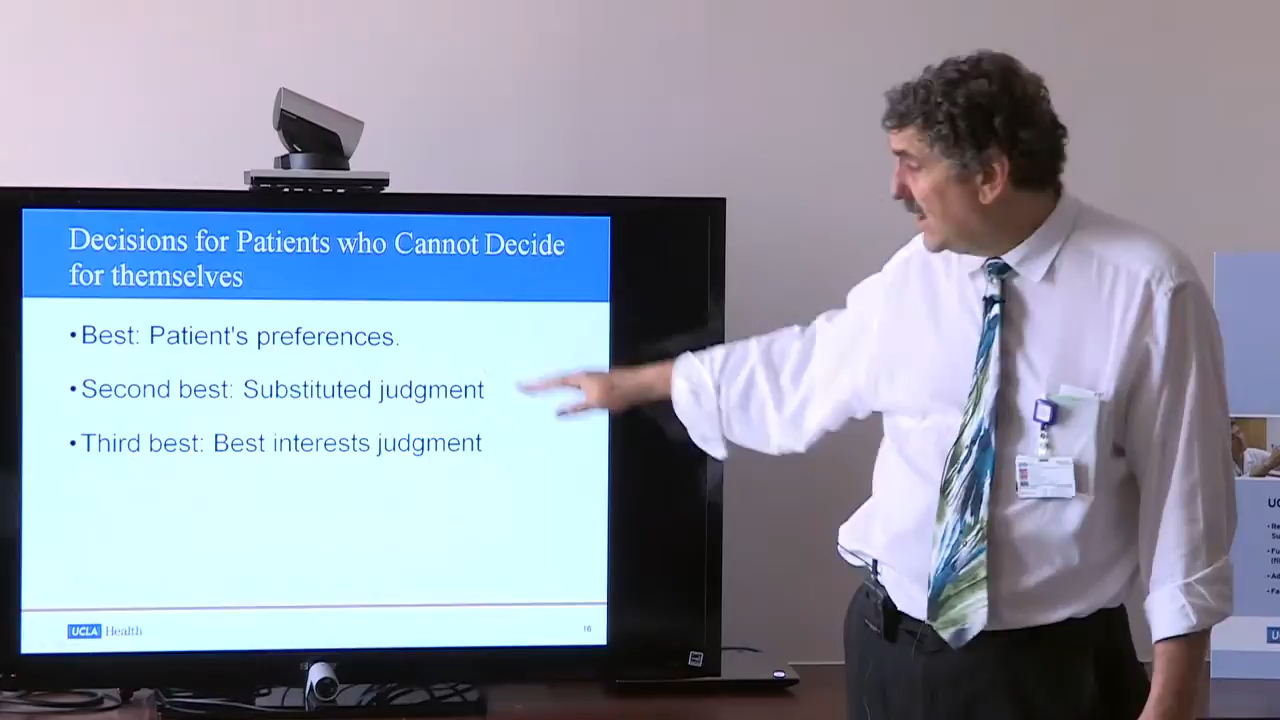 Decisions for Patients who Cannot Decide
for themselves
•Best: Patient's preferences.
•Second best: Substituted judgment
•Third best: Best interests judgment
UCLA Health
16